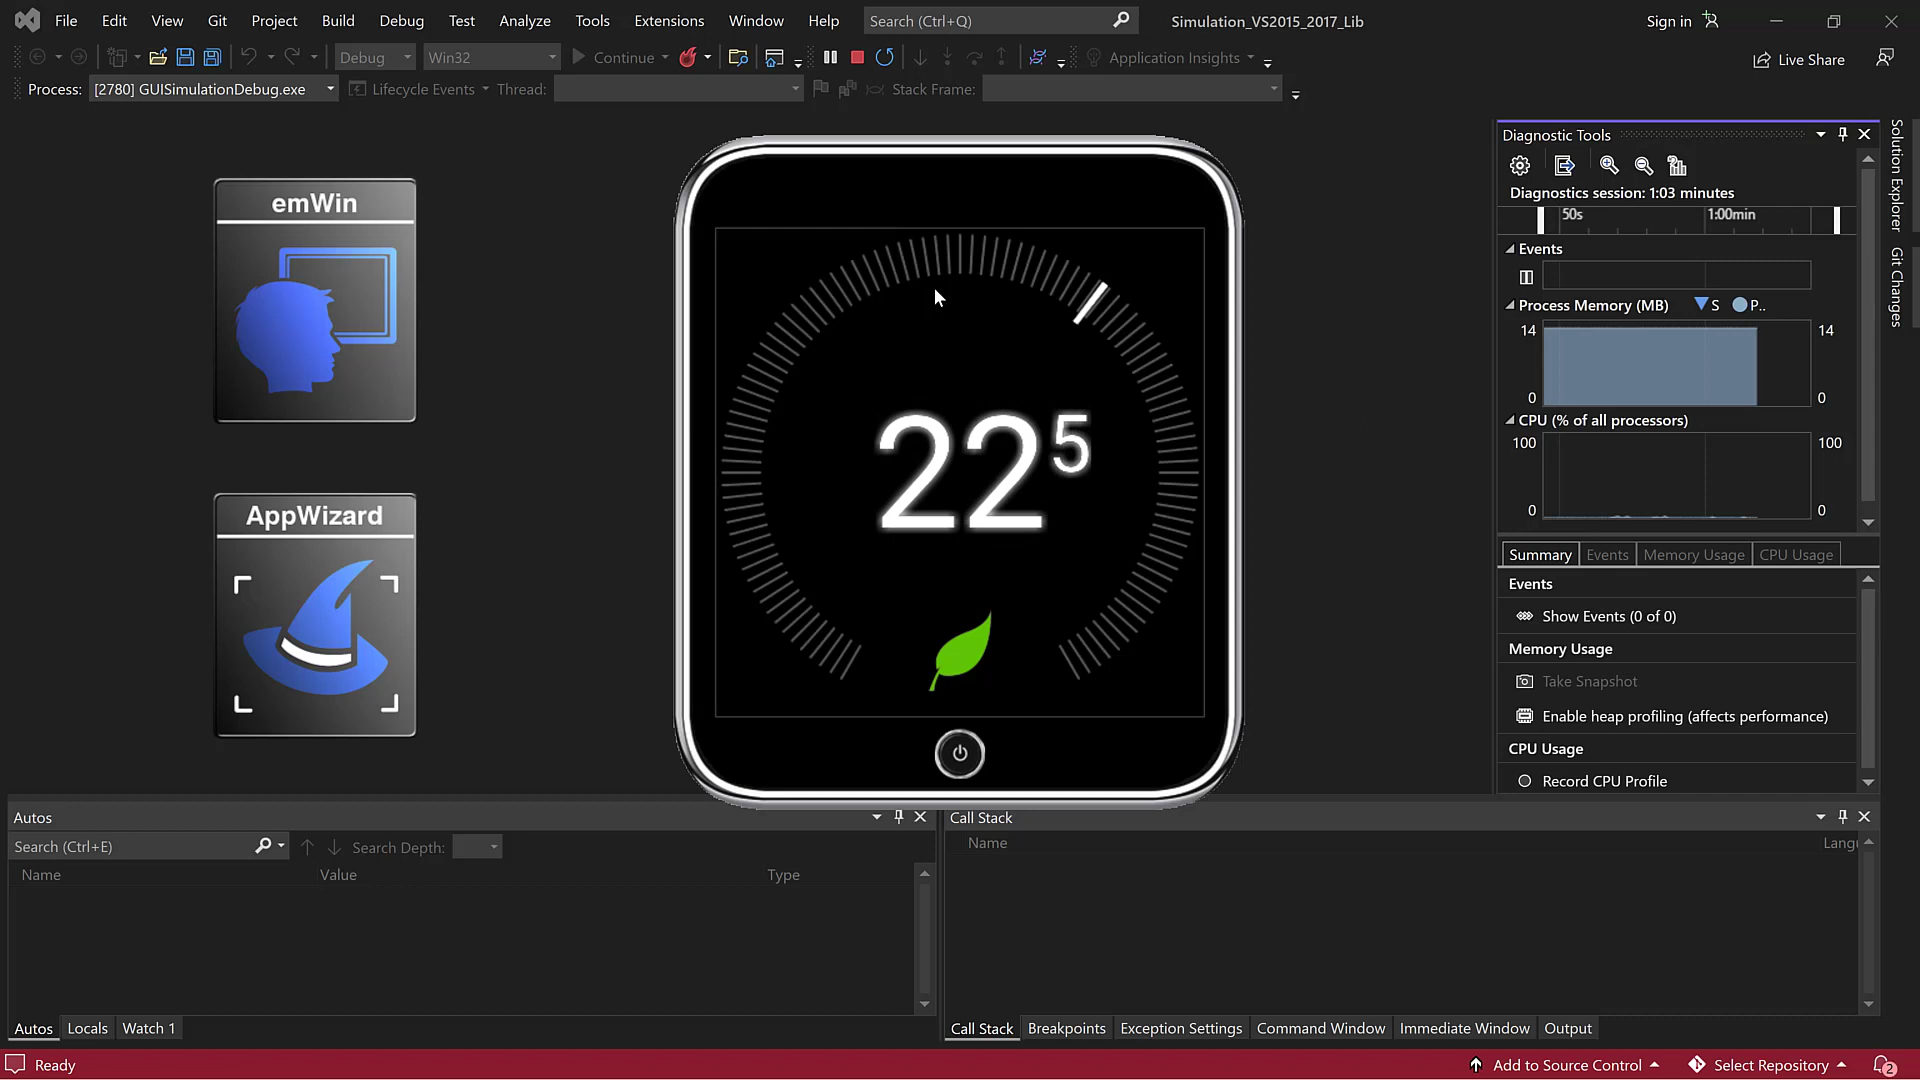 File Edit View Git Project Build Debug Test Analyze Tools Extensions Window Help Search (Ctrl+Q) Simulation_VS2015_2017_Lib Sign in
Debug Win32 Continue Application Insights Live Share
Process: [2780] GUISimulationDebug.exe Lifecycle Events Thread: Stack Frame:
Diagnostic Tools
Diagnostics session: 1:03 minutes
50s 1:00min
Events
Process Memory (MB) S P..
14 14
0 0
CPU (% of all processors)
100 100
0 0
Summary Events Memory Usage CPU Usage
Events
Show Events (0 of 0)
Memory Usage
Take Snapshot
Enable heap profiling (affects performance)
CPU Usage
Record CPU Profile
Solution Explorer
Git Changes
emWin
AppWizard
22 5
Autos
Search (Ctrl+E) Search Depth:
Name Value Type
Autos Locals Watch 1
Call Stack
Name Langu
Call Stack Breakpoints Exception Settings Command Window Immediate Window Output
Ready Add to Source Control Select Repository 2